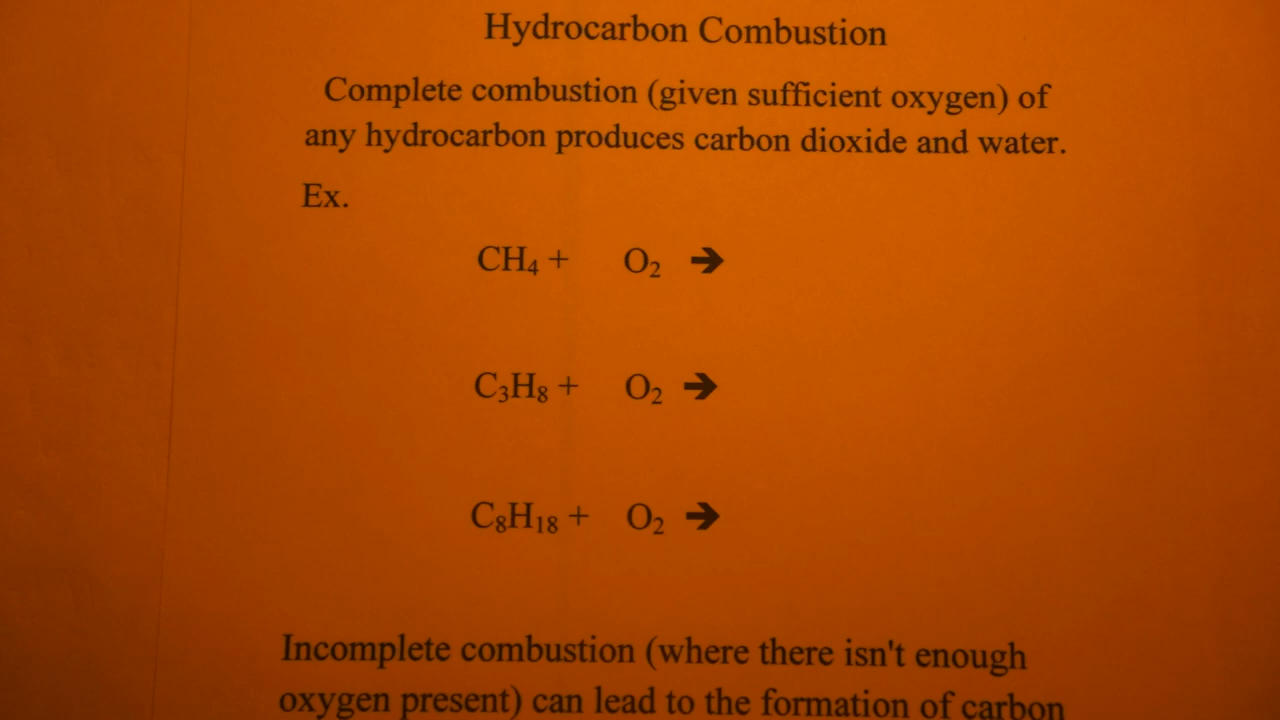 Hydrocarbon Combustion
Complete combustion (given sufficient oxygen) of
any hydrocarbon produces carbon dioxide and water.
Ex.
CH₄ + O₂ ➔
C₃H₈ + O₂ ➔
C₈H₁₈ + O₂ ➔
Incomplete combustion (where there isn't enough
oxygen present) can lead to the formation of carbon